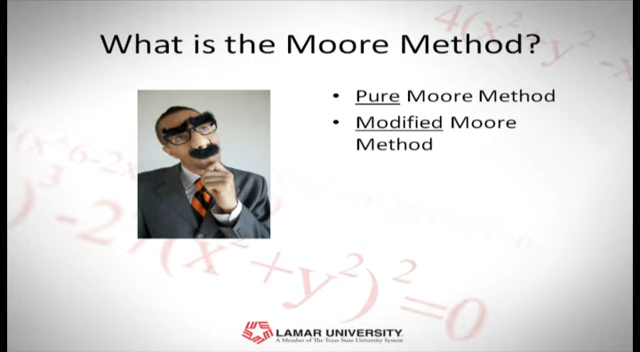 What is the Moore Method?
• Pure Moore Method
• Modified Moore
Method
LAMAR UNIVERSITY
A Member of The Texas State University System